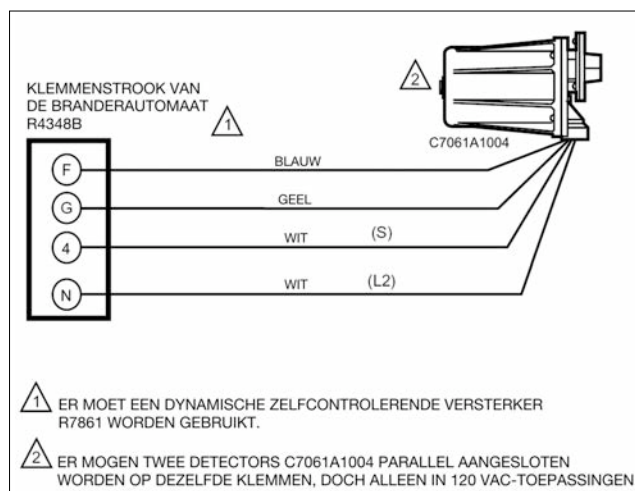 KLEMMENSTROOK VAN
DE BRANDERAUTOMAAT
R4348B
1
2
C7061A1004
F
BLAUW
G
GEEL
4
WIT
(S)
N
WIT
(L2)
1 ER MOET EEN DYNAMISCHE ZELFCONTROLERENDE VERSTERKER
R7861 WORDEN GEBRUIKT.
2 ER MOGEN TWEE DETECTORS C7061A1004 PARALLEL AANGESLOTEN
WORDEN OP DEZELFDE KLEMMEN, DOCH ALLEEN IN 120 VAC-TOEPASSINGEN